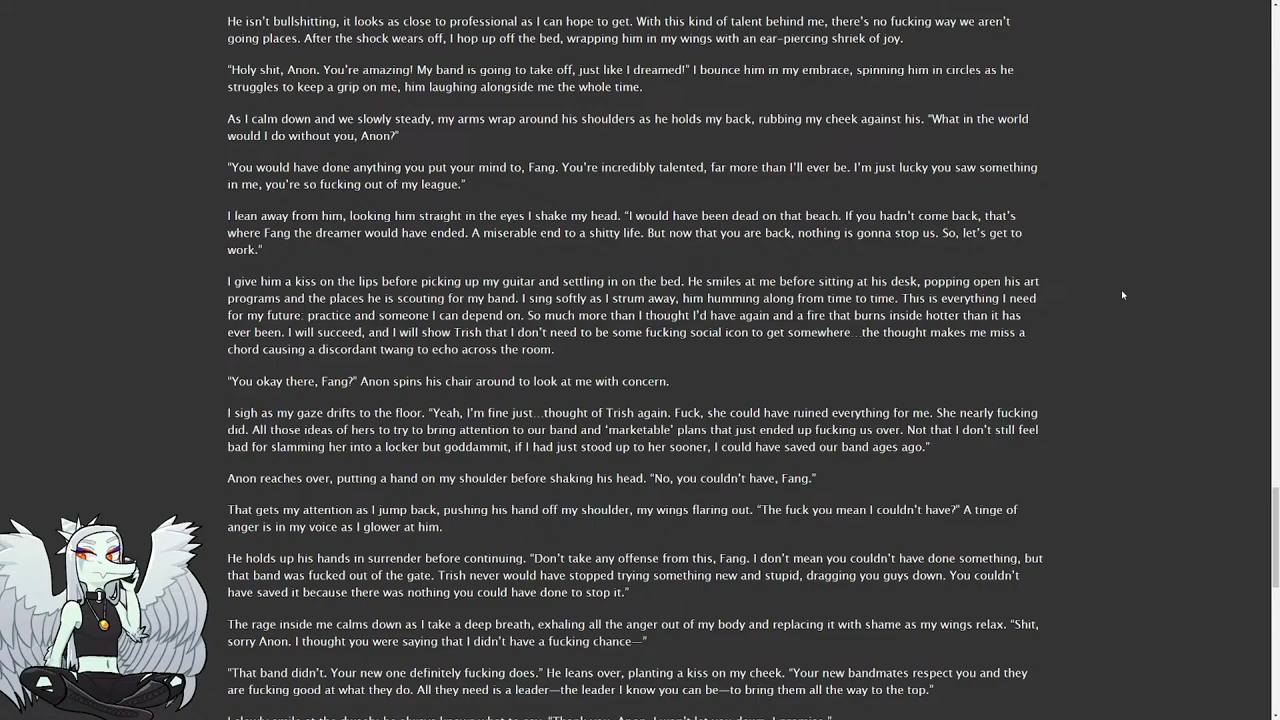 He isn't bullshitting, it looks as close to professional as I can hope to get. With this kind of talent behind me, there's no fucking way we aren't
going places. After the shock wears off, I hop up off the bed, wrapping him in my wings with an ear-piercing shriek of joy.
“Holy shit, Anon. You're amazing! My band is going to take off, just like I dreamed!” I bounce him in my embrace, spinning him in circles as he
struggles to keep a grip on me, him laughing alongside me the whole time.
As I calm down and we slowly steady, my arms wrap around his shoulders as he holds my back, rubbing my cheek against his. “What in the world
would I do without you, Anon?”
“You would have done anything you put your mind to, Fang. You're incredibly talented, far more than I'll ever be. I'm just lucky you saw something
in me, you're so fucking out of my league.”
I lean away from him, looking him straight in the eyes I shake my head. “I would have been dead on that beach. If you hadn't come back, that's
where Fang the dreamer would have ended. A miserable end to a shitty life. But now that you are back, nothing is gonna stop us. So, let's get to
work.”
I give him a kiss on the lips before picking up my guitar and settling in on the bed. He smiles at me before sitting at his desk, popping open his art
programs and the places he is scouting for my band. I sing softly as I strum away, him humming along from time to time. This is everything I need
for my future: practice and someone I can depend on. So much more than I thought I'd have again and a fire that burns inside hotter than it has
ever been. I will succeed, and I will show Trish that I don't need to be some fucking social icon to get somewhere…the thought makes me miss a
chord causing a discordant twang to echo across the room.
“You okay there, Fang?” Anon spins his chair around to look at me with concern.
I sigh as my gaze drifts to the floor. “Yeah, I'm fine just…thought of Trish again. Fuck, she could have ruined everything for me. She nearly fucking
did. All those ideas of hers to try to bring attention to our band and ‘marketable’ plans that just ended up fucking us over. Not that I don't still feel
bad for slamming her into a locker but goddammit, if I had just stood up to her sooner, I could have saved our band ages ago.”
Anon reaches over, putting a hand on my shoulder before shaking his head. “No, you couldn't have, Fang.”
That gets my attention as I jump back, pushing his hand off my shoulder, my wings flaring out. “The fuck you mean I couldn't have?” A tinge of
anger is in my voice as I glower at him.
He holds up his hands in surrender before continuing. “Don't take any offense from this, Fang. I don't mean you couldn't have done something, but
that band was fucked out of the gate. Trish never would have stopped trying something new and stupid, dragging you guys down. You couldn't
have saved it because there was nothing you could have done to stop it.”
The rage inside me calms down as I take a deep breath, exhaling all the anger out of my body and replacing it with shame as my wings relax. “Shit,
sorry Anon. I thought you were saying that I didn't have a fucking chance—”
“That band didn't. Your new one definitely fucking does.” He leans over, planting a kiss on my cheek. “Your new bandmates respect you and they
are fucking good at what they do. All they need is a leader—the leader I know you can be—to bring them all the way to the top.”